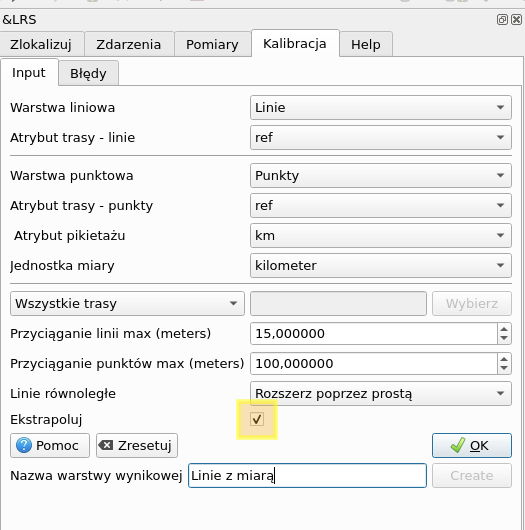 &LRS
Zlokalizuj Zdarzenia Pomiary Kalibracja Help
Input Błędy
Warstwa liniowa Linie
Atrybut trasy - linie ref
Warstwa punktowa Punkty
Atrybut trasy - punkty ref
Atrybut pikietażu km
Jednostka miary kilometer
Wszystkie trasy Wybierz
Przyciąganie linii max (meters) 15,000000
Przyciąganie punktów max (meters) 100,000000
Linie równoległe Rozszerz poprzez prostą
Ekstrapoluj
Pomoc Zresetuj OK
Nazwa warstwy wynikowej Linie z miarą Create